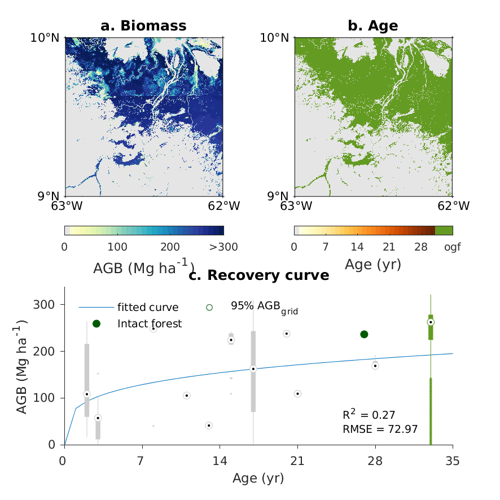 a. Biomass
b. Age
10°N
10°N
9°N
9°N
63°W
62°W
63°W
62°W
0 100 200 >300
AGB (Mg ha⁻¹)
0 7 14 21 28 ogf
Age (yr)
c. Recovery curve
fitted curve
95% AGB_grid
Intact forest
300
200
100
0
AGB (Mg ha⁻¹)
R² = 0.27
RMSE = 72.97
0 7 14 21 28 35
Age (yr)